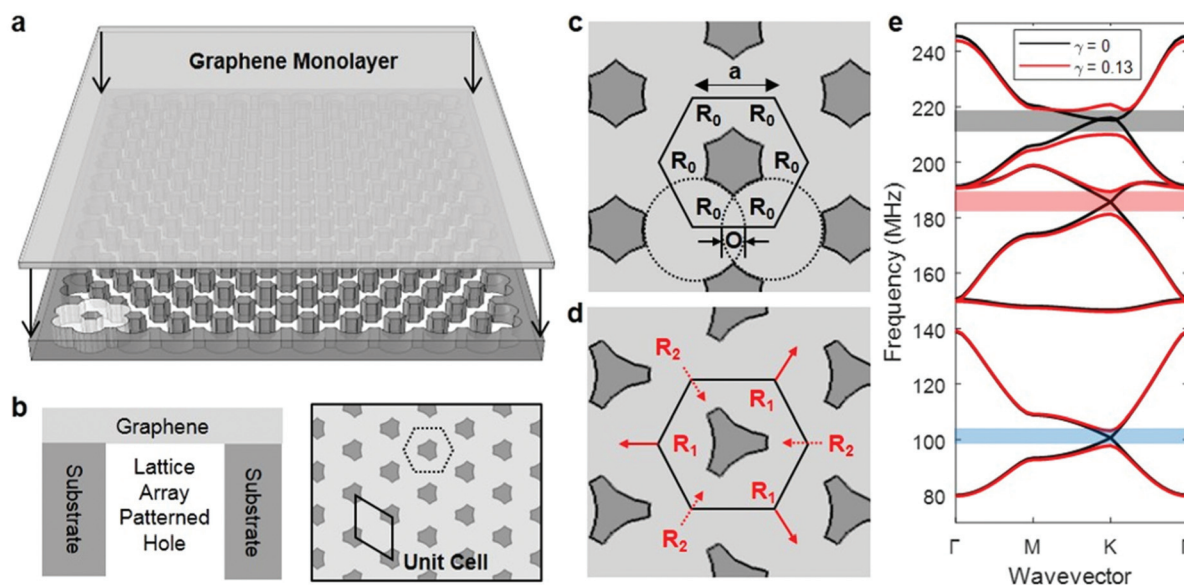 a
Graphene Monolayer
b
Graphene
Substrate
Lattice
Array
Patterned
Hole
Substrate
Unit Cell
c
a
R₀ R₀
R₀ R₀
R₀ R₀
O
d
R₂
R₁
R₁ R₂
R₁
R₂
e
γ = 0
γ = 0.13
Frequency (MHz)
240
220
200
180
160
140
120
100
80
Γ M K Γ
Wavevector